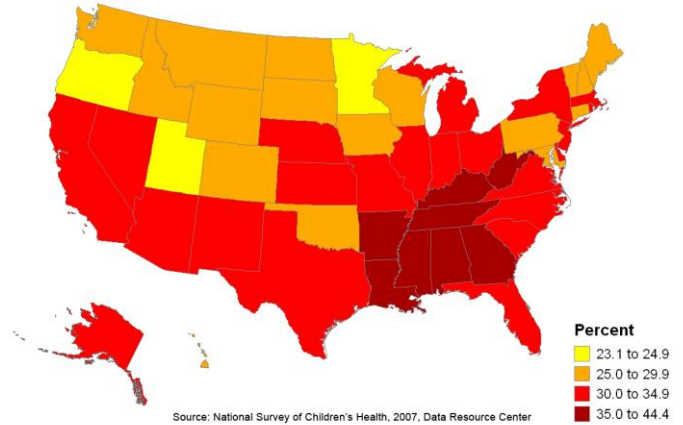 Percent
23.1 to 24.9
25.0 to 29.9
30.0 to 34.9
35.0 to 44.4
Source: National Survey of Children's Health, 2007, Data Resource Center